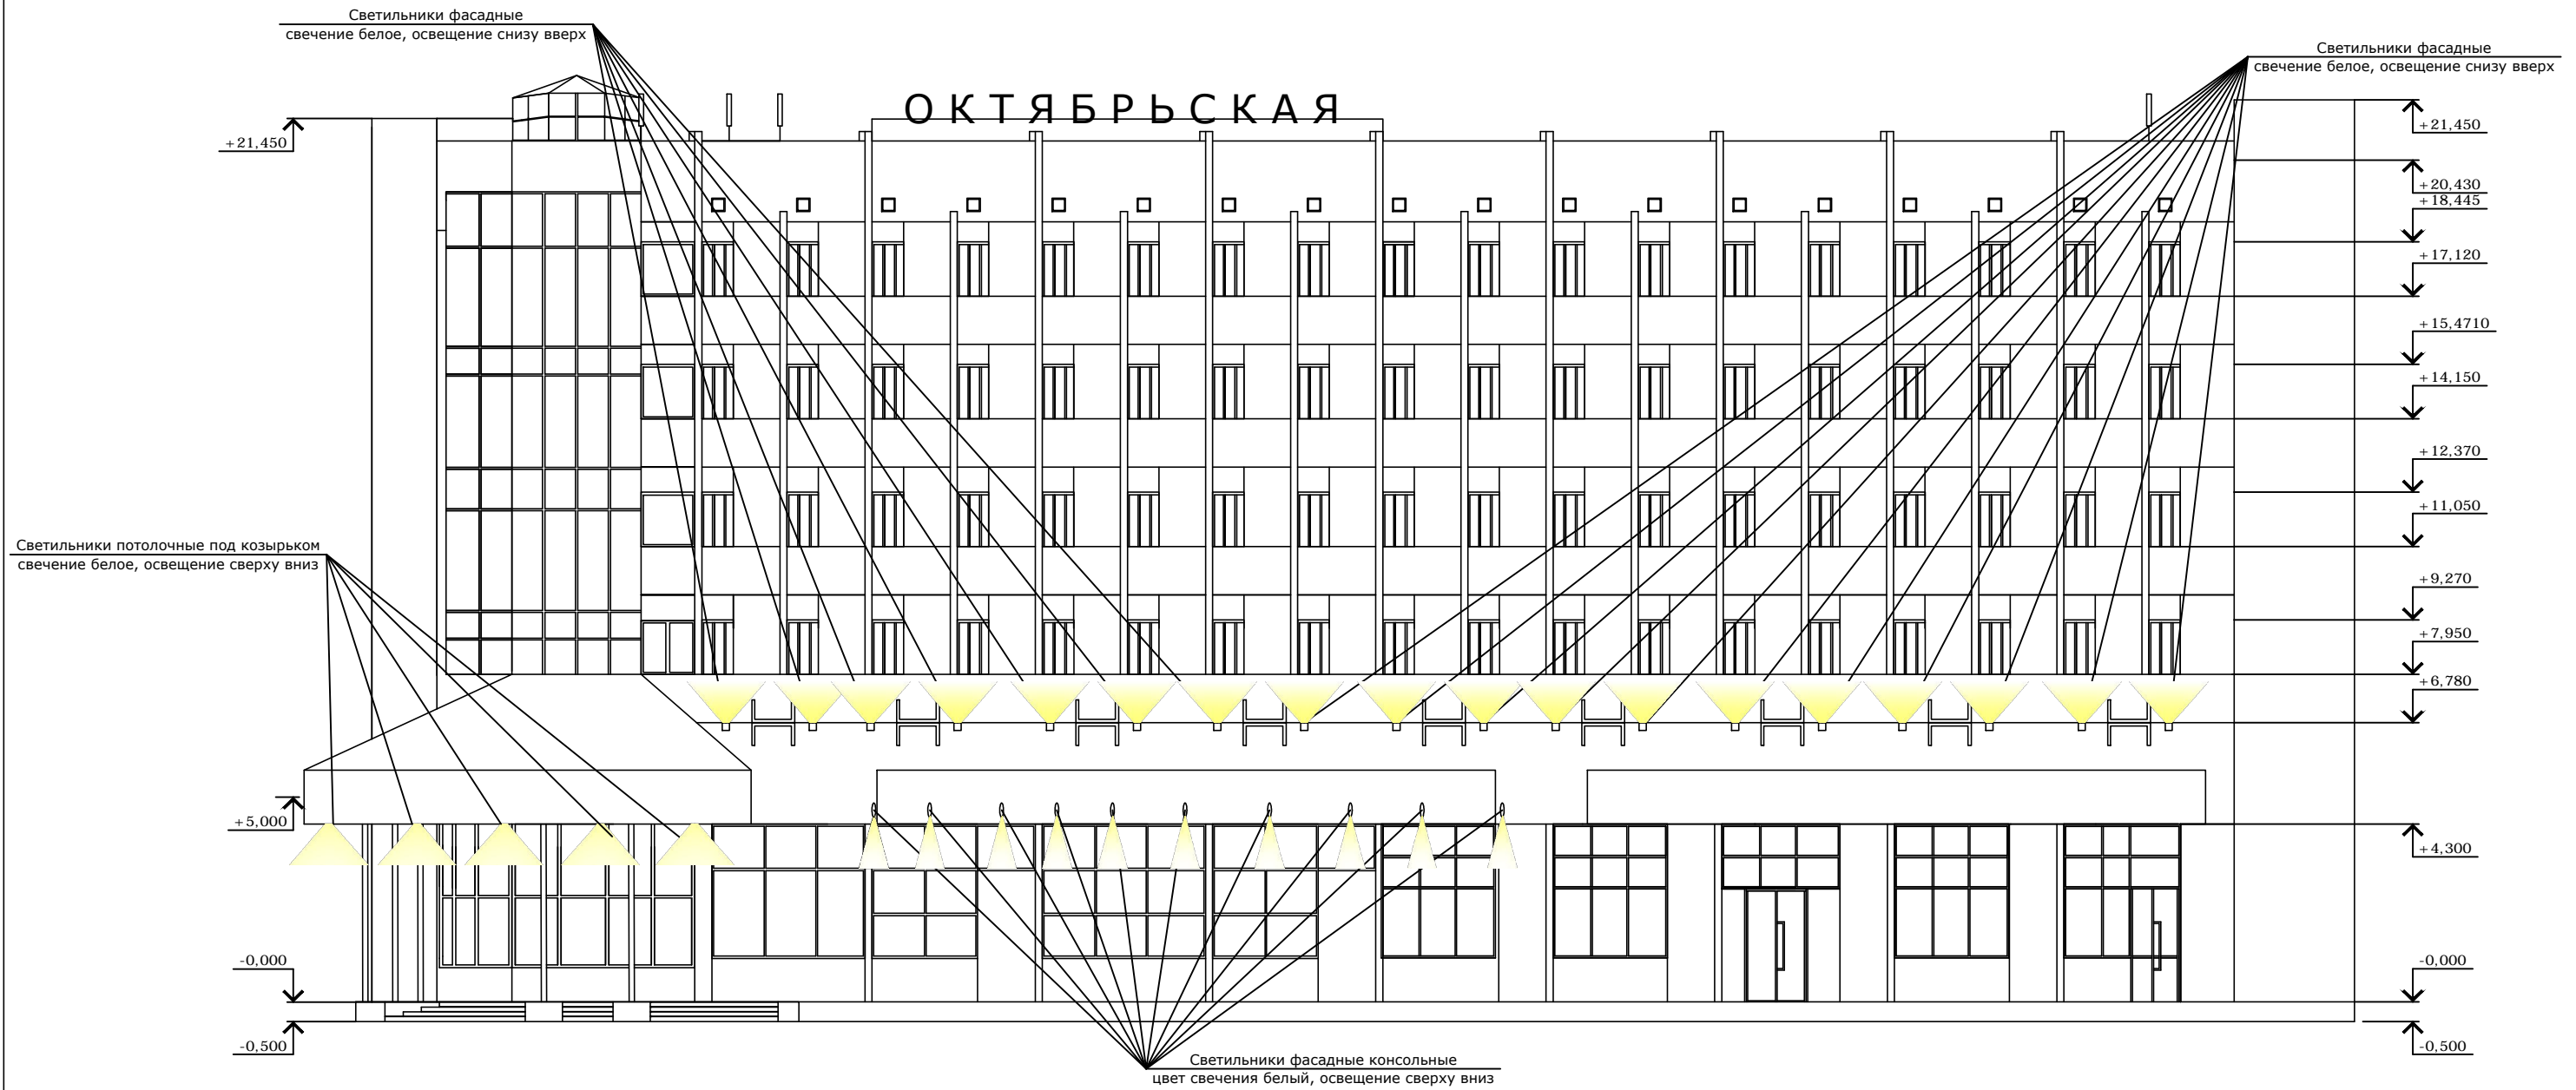 Светильники фасадные
свечение белое, освещение снизу вверх
Светильники фасадные
свечение белое, освещение снизу вверх
ОКТЯБРЬСКАЯ
+21,450
+21,450
+20,430
+18,445
+17,120
+15,4710
+14,150
+12,370
+11,050
Светильники потолочные под козырьком
свечение белое, освещение сверху вниз
+9,270
+7,950
+6,780
+5,000
+4,300
-0,000
-0,000
-0,500
-0,500
Светильники фасадные консольные
цвет свечения белый, освещение сверху вниз